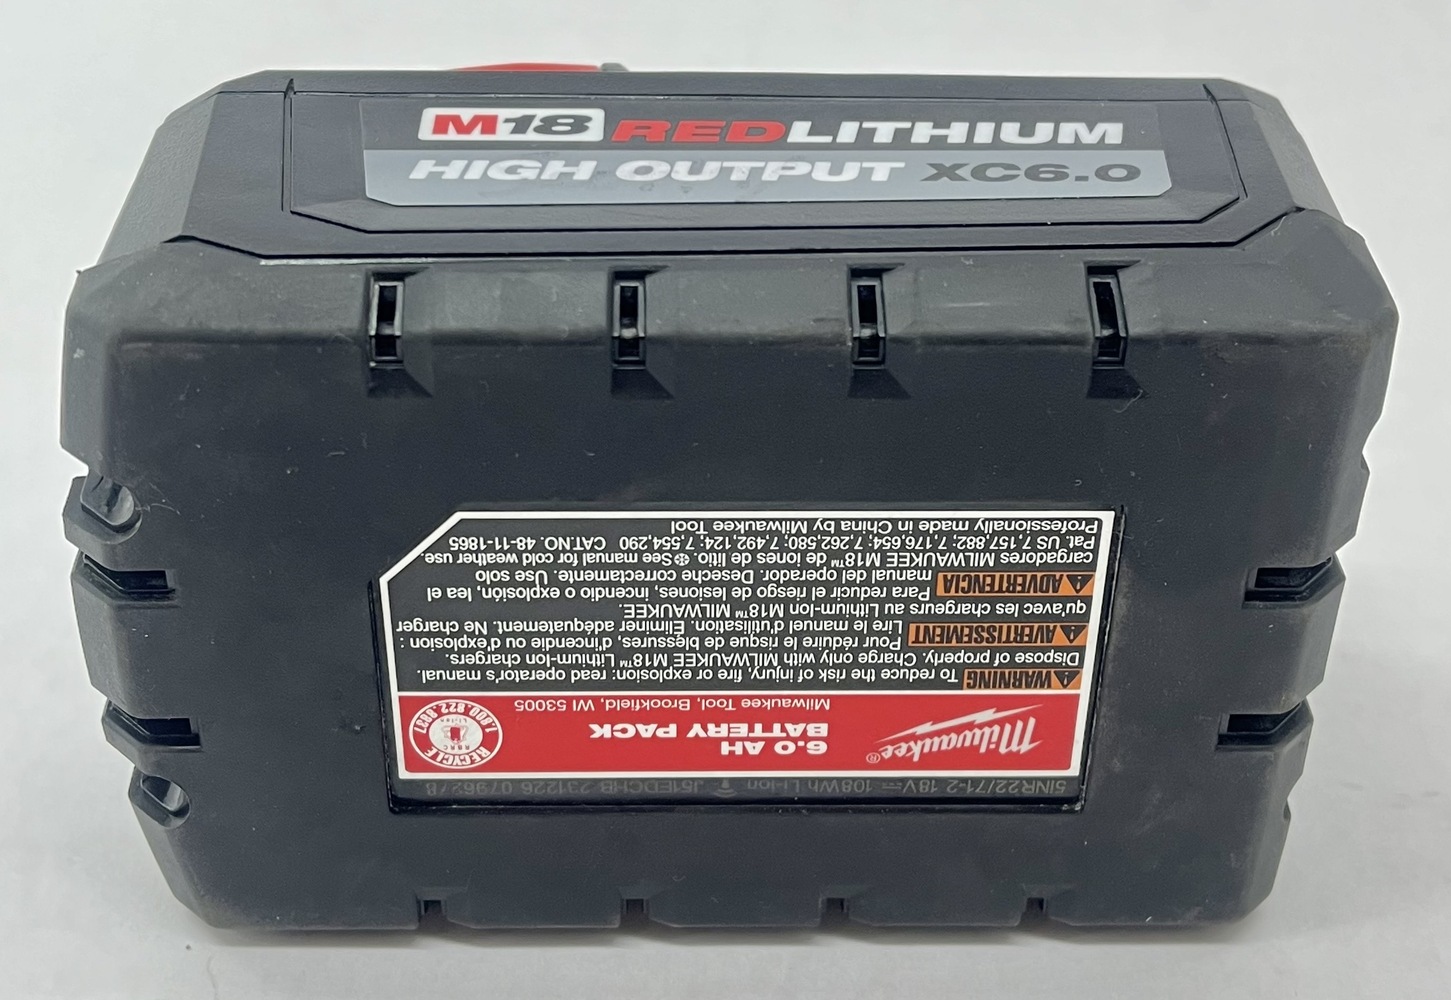 M18 REDLITHIUM
HIGH OUTPUT XC6.0
5INR22/71-2 18V⎓ 108Wh Li-Ion J61EDCHB 231226 0796278
Milwaukee®
6.0 AH
BATTERY PACK
Milwaukee Tool, Brookfield, WI 53005
RECYCLE
RBRC
Li-Ion
1.800.822.8837
WARNING To reduce the risk of injury, fire or explosion: read operator's manual.
Dispose of properly. Charge only with MILWAUKEE M18™ Lithium-Ion chargers.
AVERTISSEMENT Pour réduire le risque de blessures, d'incendie ou d'explosion :
Lire le manuel d'utilisation. Éliminer adéquatement. Ne charger
qu'avec les chargeurs au Lithium-Ion M18™ MILWAUKEE.
ADVERTENCIA Para reducir el riesgo de lesiones, incendio o explosión, lea el
manual del operador. Deseche correctamente. Use solo
cargadores MILWAUKEE M18™ de iones de litio. ❄See manual for cold weather use.
Pat. US 7,157,882; 7,176,654; 7,262,580; 7,492,124; 7,554,290 CAT.NO. 48-11-1865
Professionally made in China by Milwaukee Tool